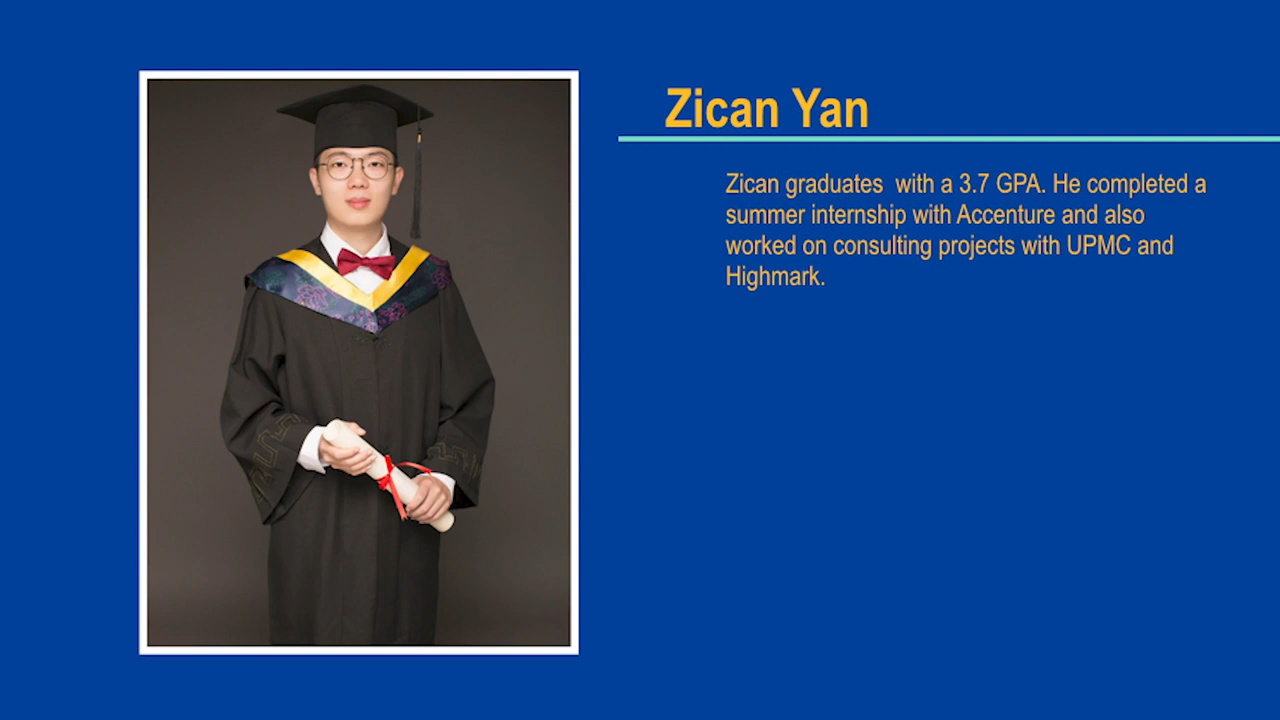 Zican Yan
Zican graduates  with a 3.7 GPA. He completed a
summer internship with Accenture and also
worked on consulting projects with UPMC and
Highmark.